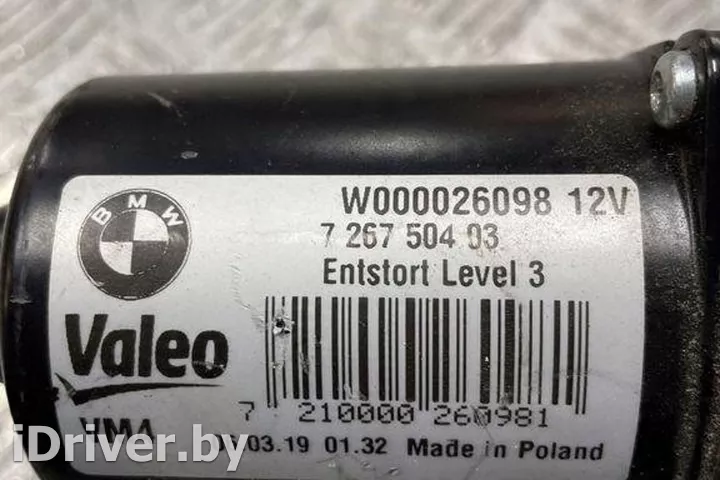 BMW
W000026098 12V
7 267 504 03
Entstort Level 3
Valeo
7 210000 260981
VM4
06.03.19 01.32 Made in Poland
iDriver.by